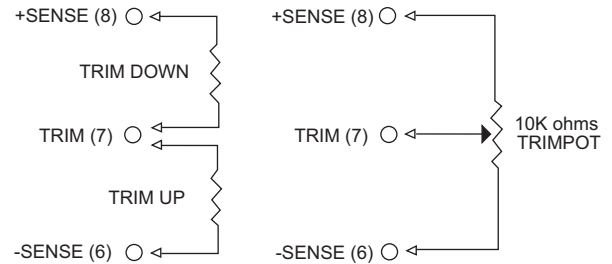 +SENSE (8)
TRIM DOWN
TRIM (7)
TRIM UP
-SENSE (6)
+SENSE (8)
TRIM (7)
10K ohms
TRIMPOT
-SENSE (6)